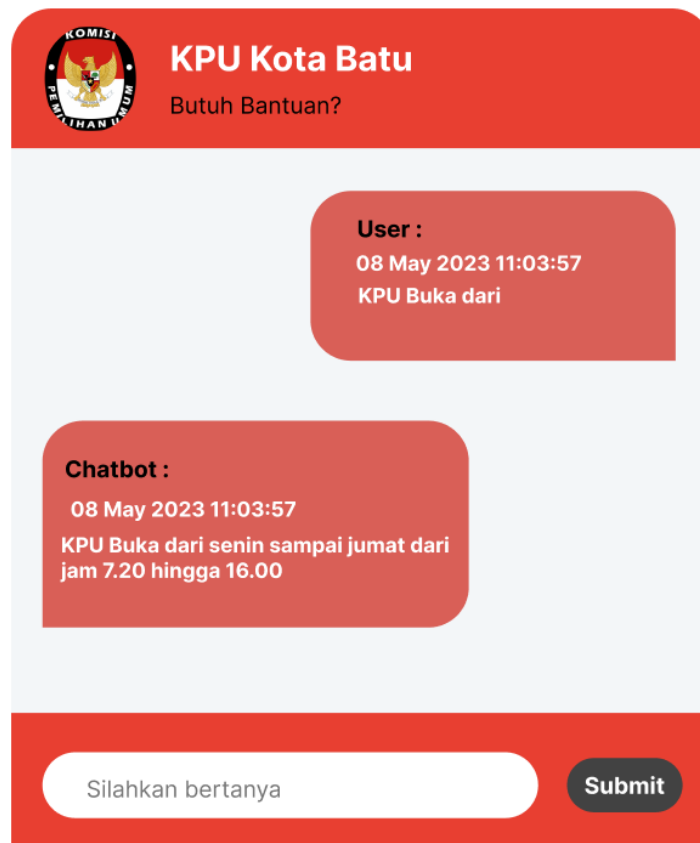 KOMISI
PEMILIHAN UMUM
KPU Kota Batu
Butuh Bantuan?
User :
08 May 2023 11:03:57
KPU Buka dari
Chatbot :
08 May 2023 11:03:57
KPU Buka dari senin sampai jumat dari
jam 7.20 hingga 16.00
Silahkan bertanya
Submit